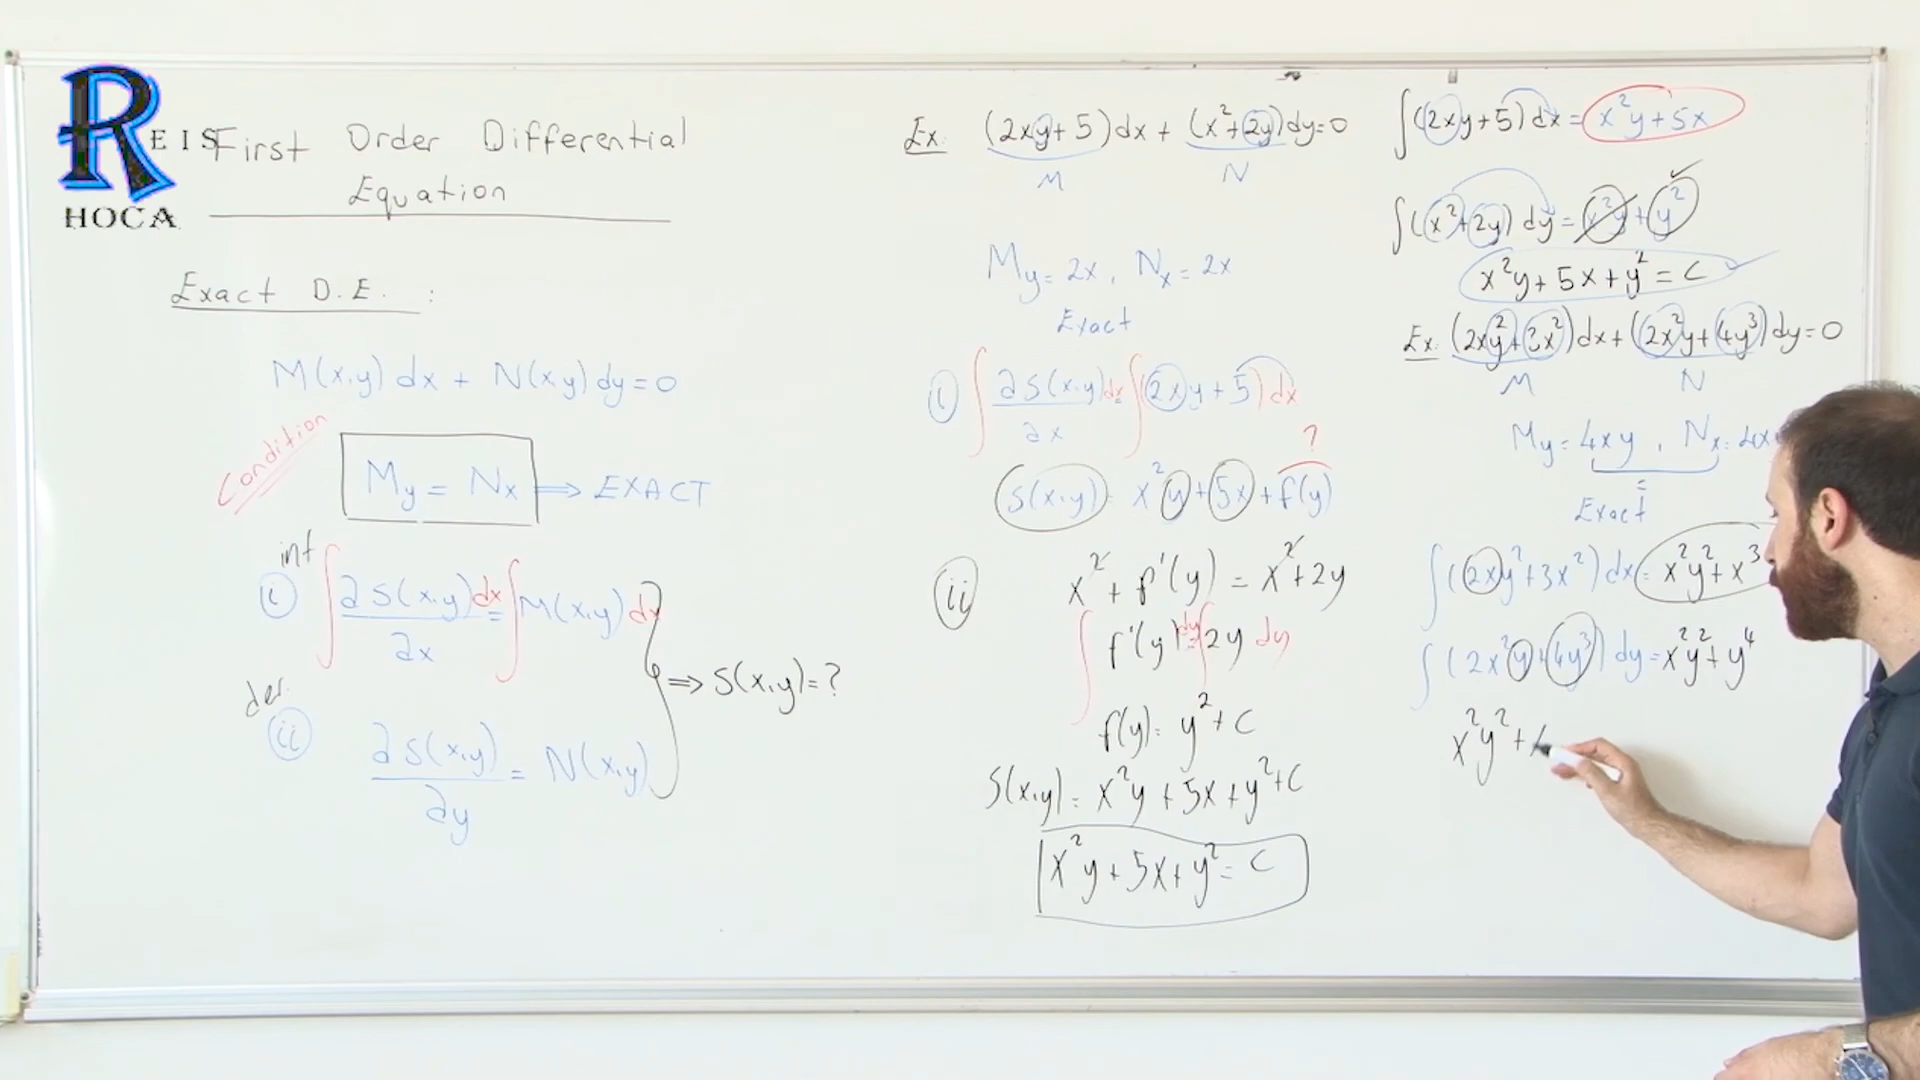 R
EIS
HOCA
First Order Differential
Equation
Exact D.E. :
M(x,y) dx + N(x,y) dy = 0
Condition
My = Nx ⟹ EXACT
int
i) ∫ ∂S(x,y)/∂x dx = ∫ M(x,y) dx
⟹ S(x,y) = ?
der.
ii) ∂S(x,y)/∂y = N(x,y)
Ex: (2xy + 5) dx + (x² + 2y) dy = 0
M N
My = 2x, Nx = 2x
Exact
i) ∫ ∂S(x,y)/∂x dx = ∫ (2xy + 5) dx
?
S(x,y) = x²y + 5x + f(y)
ii) x² + f'(y) = x² + 2y
∫ f'(y) dy = ∫ 2y dy
f(y) = y² + C
S(x,y) = x²y + 5x + y² + C
x²y + 5x + y² = C
∫ (2xy + 5) dx = x²y + 5x
∫ (x² + 2y) dy = x²y + y²
x²y + 5x + y² = C
Ex: (2xy² + 3x²) dx + (2x²y + 4y³) dy = 0
M N
My = 4xy , Nx = 4x
=
Exact
∫ (2xy² + 3x²) dx = x²y² + x³
∫ (2x²y + 4y³) dy = x²y² + y⁴
x²y² +